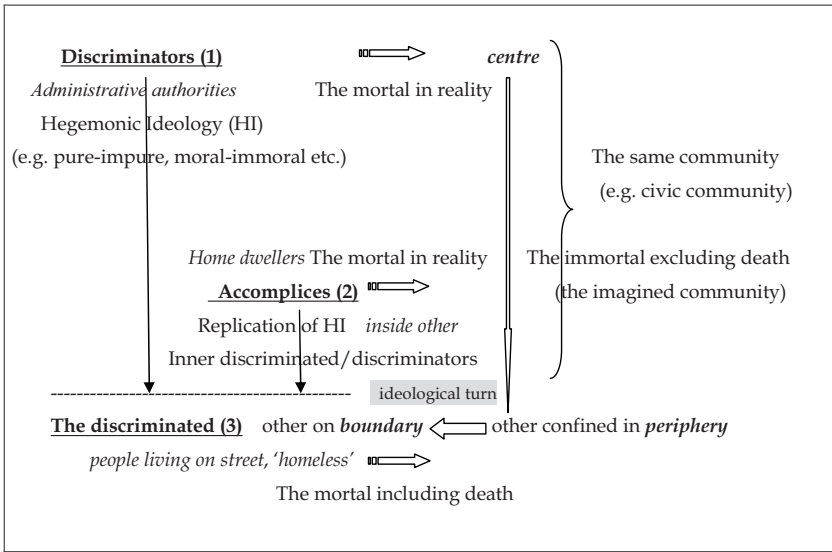 Discriminators (1) centre
Administrative authorities The mortal in reality
Hegemonic Ideology (HI)
(e.g. pure-impure, moral-immoral etc.)
The same community
(e.g. civic community)
Home dwellers The mortal in reality The immortal excluding death
Accomplices (2) (the imagined community)
Replication of HI inside other
Inner discriminated/discriminators
ideological turn
The discriminated (3) other on boundary other confined in periphery
people living on street, ‘homeless’
The mortal including death